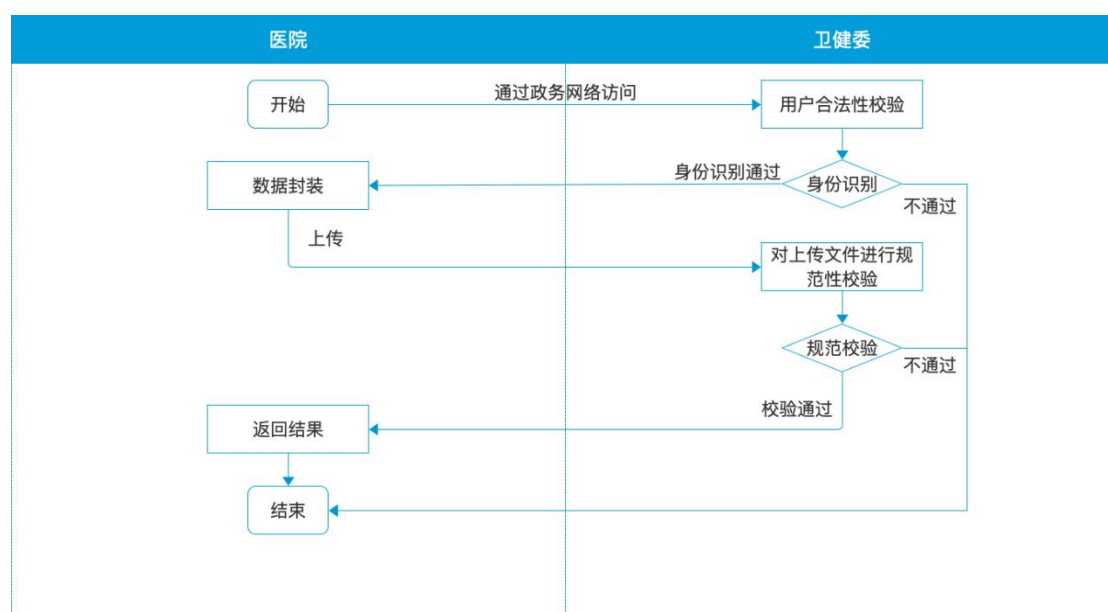 医院
卫健委
开始
通过政务网络访问
用户合法性校验
数据封装
身份识别通过
身份识别
不通过
上传
对上传文件进行规
范性校验
规范校验
不通过
校验通过
返回结果
结束